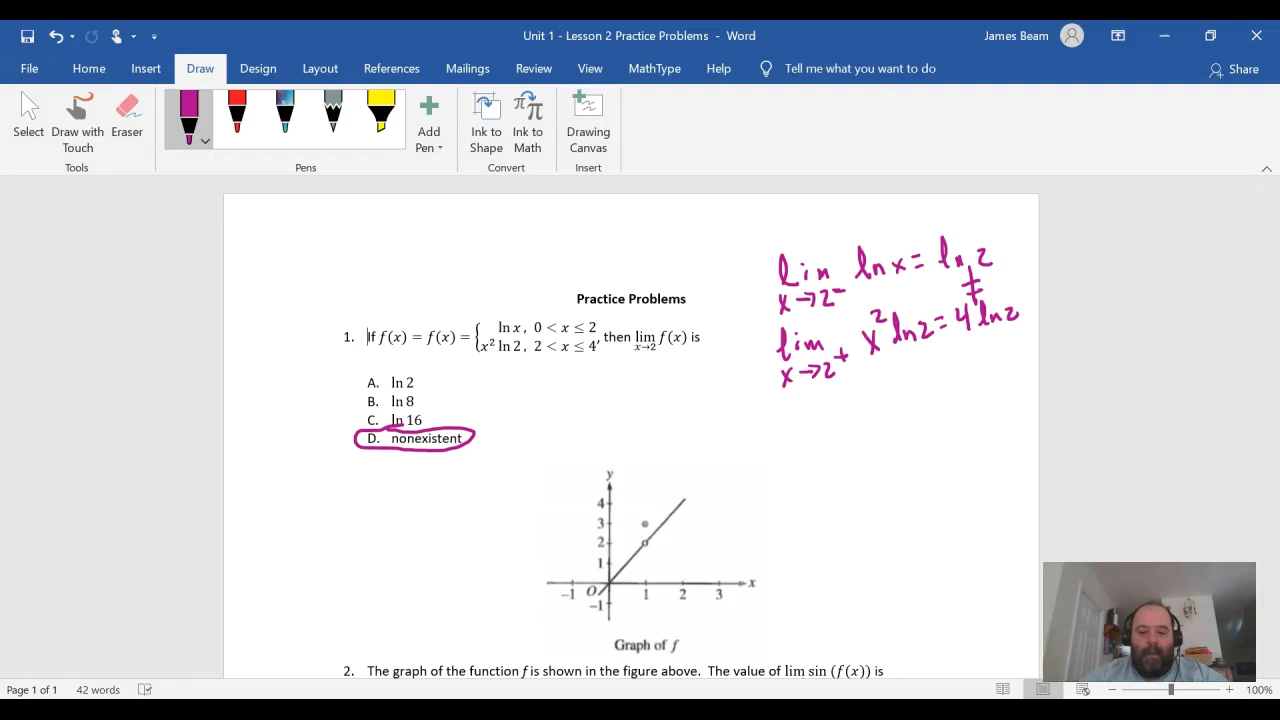 Unit 1 - Lesson 2 Practice Problems - Word
James Beam
File Home Insert Draw Design Layout References Mailings Review View MathType Help Tell me what you want to do
Share
Select Draw with Touch Eraser
Add Pen
Ink to Shape Ink to Math
Drawing Canvas
Tools Pens Convert Insert
lim x→2⁻ ln x = ln 2
≠
lim x→2⁺ x² ln 2 = 4 ln 2
Practice Problems
1. If f(x) = f(x) = { ln x, 0 < x ≤ 2
x² ln 2, 2 < x ≤ 4 , then lim x→2 f(x) is
A. ln 2
B. ln 8
C. ln 16
D. nonexistent
y
4
3
2
1
-1 O 1 2 3 x
-1
Graph of f
2. The graph of the function f is shown in the figure above. The value of lim sin (f(x)) is
Page 1 of 1 42 words
100%